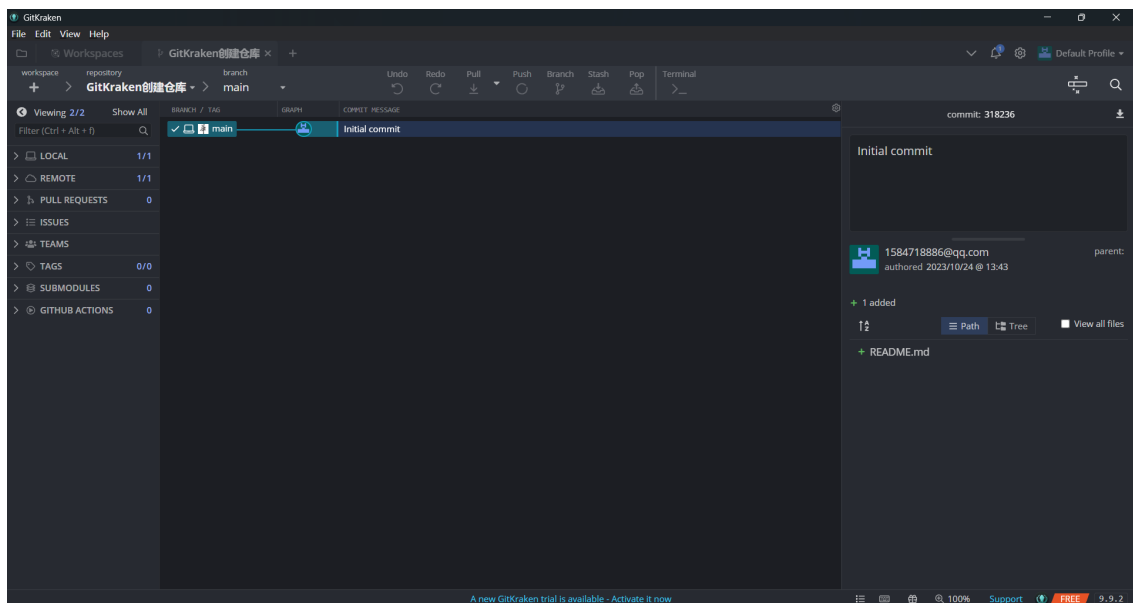 GitKraken
File Edit View Help
Workspaces
GitKraken创建仓库
Default Profile
workspace
repository
branch
GitKraken创建仓库
main
Undo
Redo
Pull
Push
Branch
Stash
Pop
Terminal
Viewing 2/2
Show All
Filter (Ctrl + Alt + f)
LOCAL 1/1
REMOTE 1/1
PULL REQUESTS 0
ISSUES
TEAMS
TAGS 0/0
SUBMODULES 0
GITHUB ACTIONS 0
BRANCH / TAG
GRAPH
COMMIT MESSAGE
main
Initial commit
commit: 318236
Initial commit
1584718886@qq.com
parent:
authored 2023/10/24 @ 13:43
+ 1 added
Path
Tree
View all files
+ README.md
A new GitKraken trial is available - Activate it now
100%
Support
FREE
9.9.2